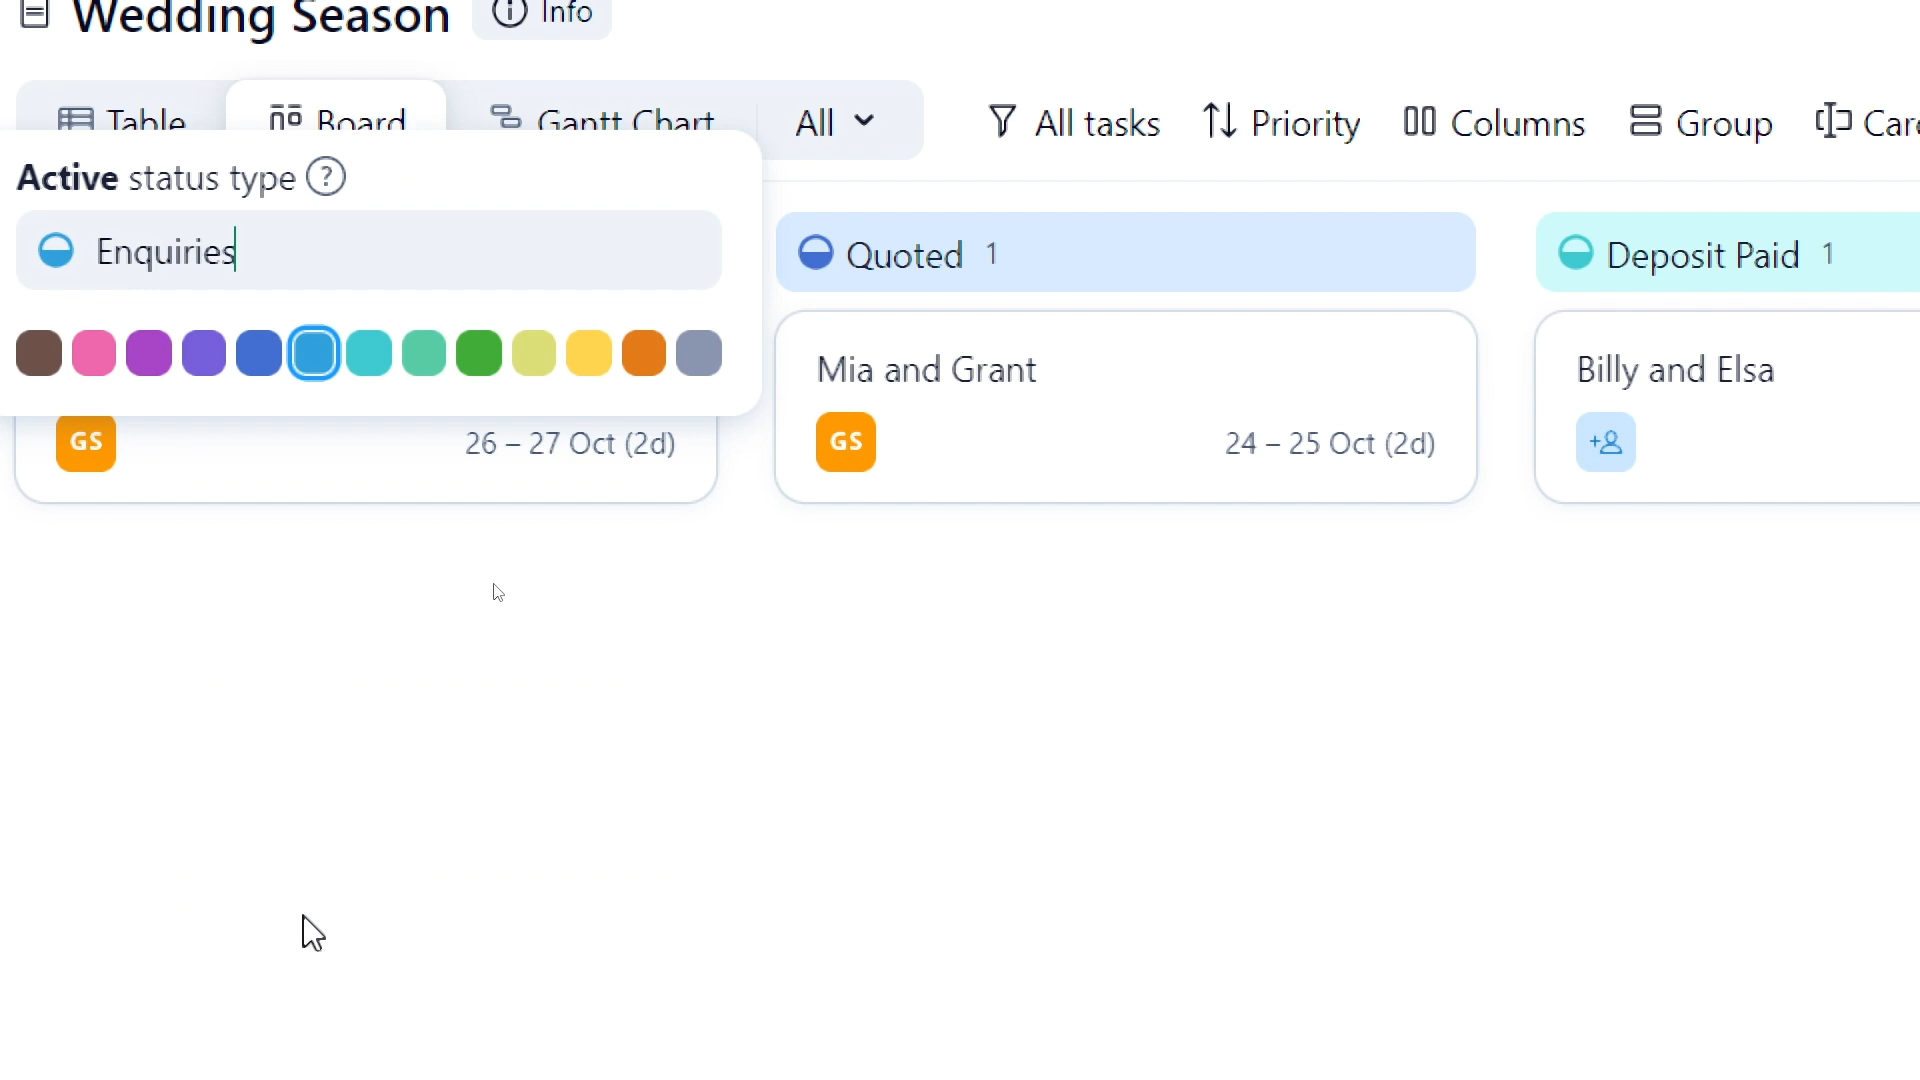 Wedding Season
Info
Table
Board
Gantt Chart
All
All tasks
Priority
Columns
Group
Active status type ?
Enquiries
Quoted 1
Deposit Paid 1
Mia and Grant
Billy and Elsa
GS
26 – 27 Oct (2d)
GS
24 – 25 Oct (2d)